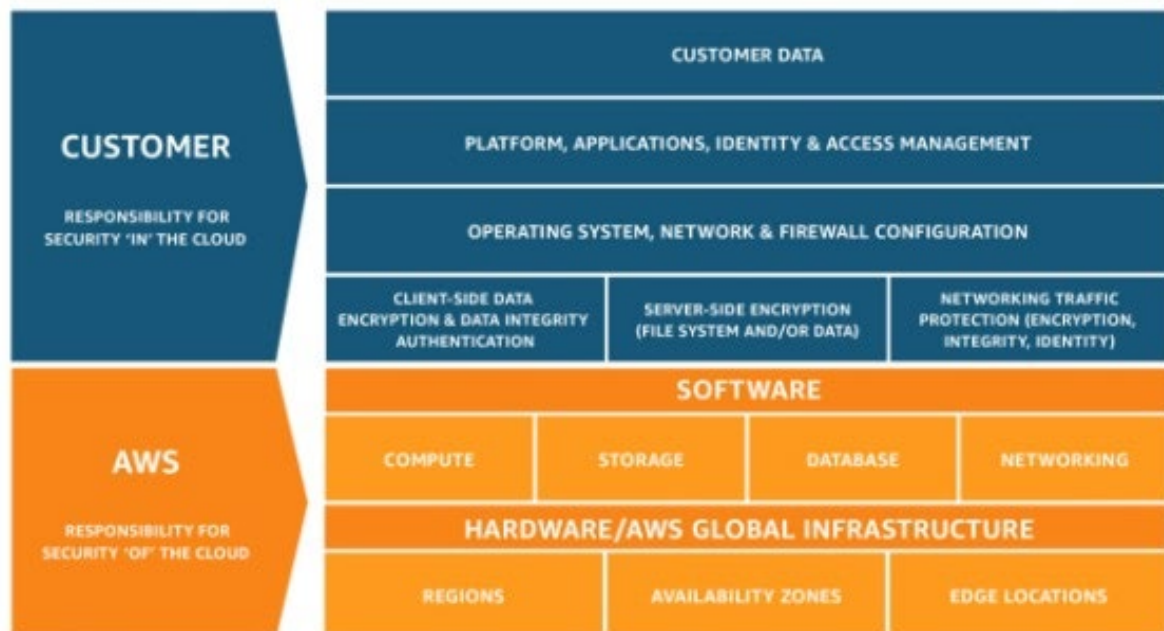 CUSTOMER
RESPONSIBILITY FOR
SECURITY ‘IN’ THE CLOUD
CUSTOMER DATA
PLATFORM, APPLICATIONS, IDENTITY & ACCESS MANAGEMENT
OPERATING SYSTEM, NETWORK & FIREWALL CONFIGURATION
CLIENT-SIDE DATA
ENCRYPTION & DATA INTEGRITY
AUTHENTICATION
SERVER-SIDE ENCRYPTION
(FILE SYSTEM AND/OR DATA)
NETWORKING TRAFFIC
PROTECTION (ENCRYPTION,
INTEGRITY, IDENTITY)
AWS
RESPONSIBILITY FOR
SECURITY ‘OF’ THE CLOUD
SOFTWARE
COMPUTE
STORAGE
DATABASE
NETWORKING
HARDWARE/AWS GLOBAL INFRASTRUCTURE
REGIONS
AVAILABILITY ZONES
EDGE LOCATIONS